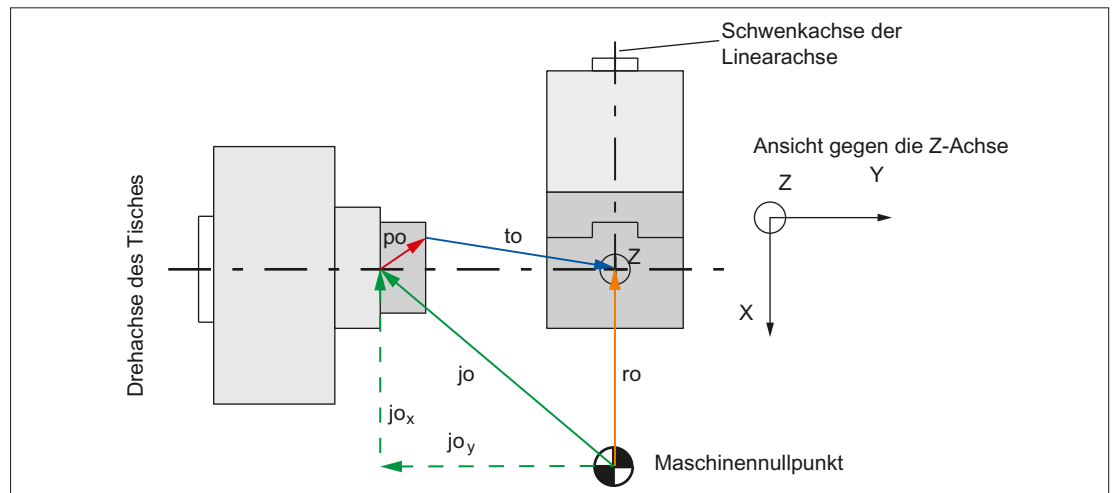 Schwenkachse der
Linearachse
Ansicht gegen die Z-Achse
Z
Y
X
Drehachse des Tisches
po
to
Z
jo
ro
jox
joy
Maschinennullpunkt